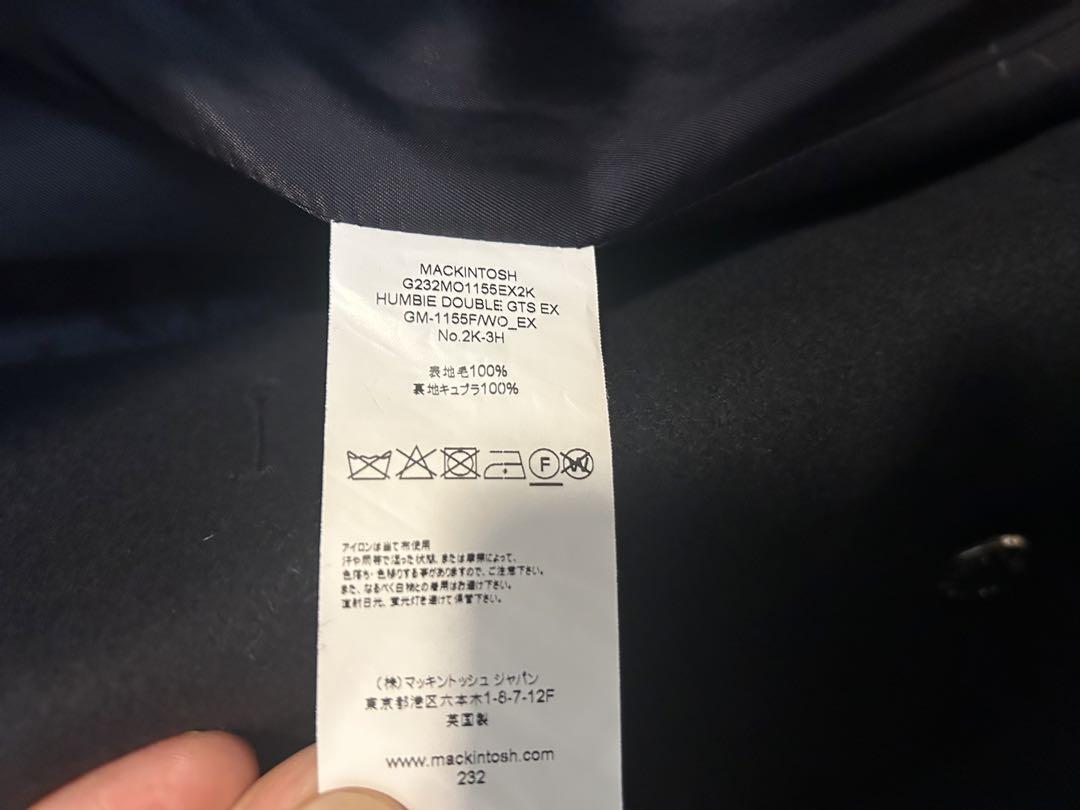 MACKINTOSH
G232MO1155EX2K
HUMBIE DOUBLE GTS EX
GM-1155F/WO_EX
No.2K-3H
表地毛100%
裏地キュプラ100%
F
W
アイロンは当て布使用
汗や雨等で湿った状態、または摩擦によって、
色落ち・色移りする事がありますので、ご注意下さい。
また、なるべく白物との着用はお避け下さい。
直射日光、蛍光灯を避けて保管下さい。
(株)マッキントッシュ ジャパン
東京都港区六本木1-8-7-12F
英国製
www.mackintosh.com
232